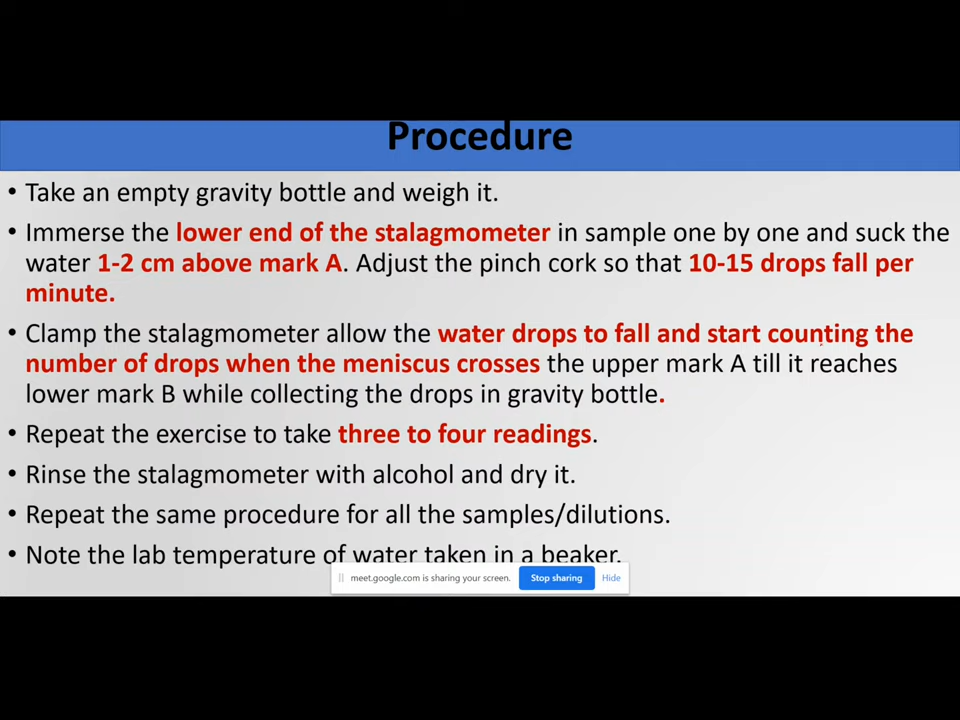 Procedure
• Take an empty gravity bottle and weigh it.
• Immerse the lower end of the stalagmometer in sample one by one and suck the
water 1-2 cm above mark A. Adjust the pinch cork so that 10-15 drops fall per
minute.
• Clamp the stalagmometer allow the water drops to fall and start counting the
number of drops when the meniscus crosses the upper mark A till it reaches
lower mark B while collecting the drops in gravity bottle.
• Repeat the exercise to take three to four readings.
• Rinse the stalagmometer with alcohol and dry it.
• Repeat the same procedure for all the samples/dilutions.
• Note the lab temperature of water taken in a beaker.
meet.google.com is sharing your screen. Stop sharing Hide